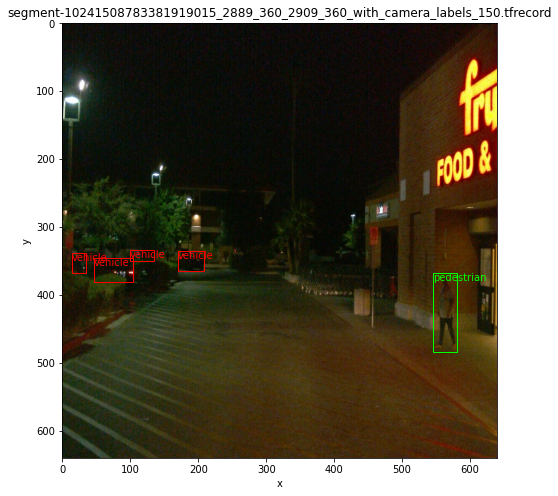 segment-10241508783381919015_2889_360_2909_360_with_camera_labels_150.tfrecord
0
100
200
300
400
500
600
y
0
100
200
300
400
500
600
x
fry
FOOD &
vehicle
vehicle
vehicle
vehicle
pedestrian